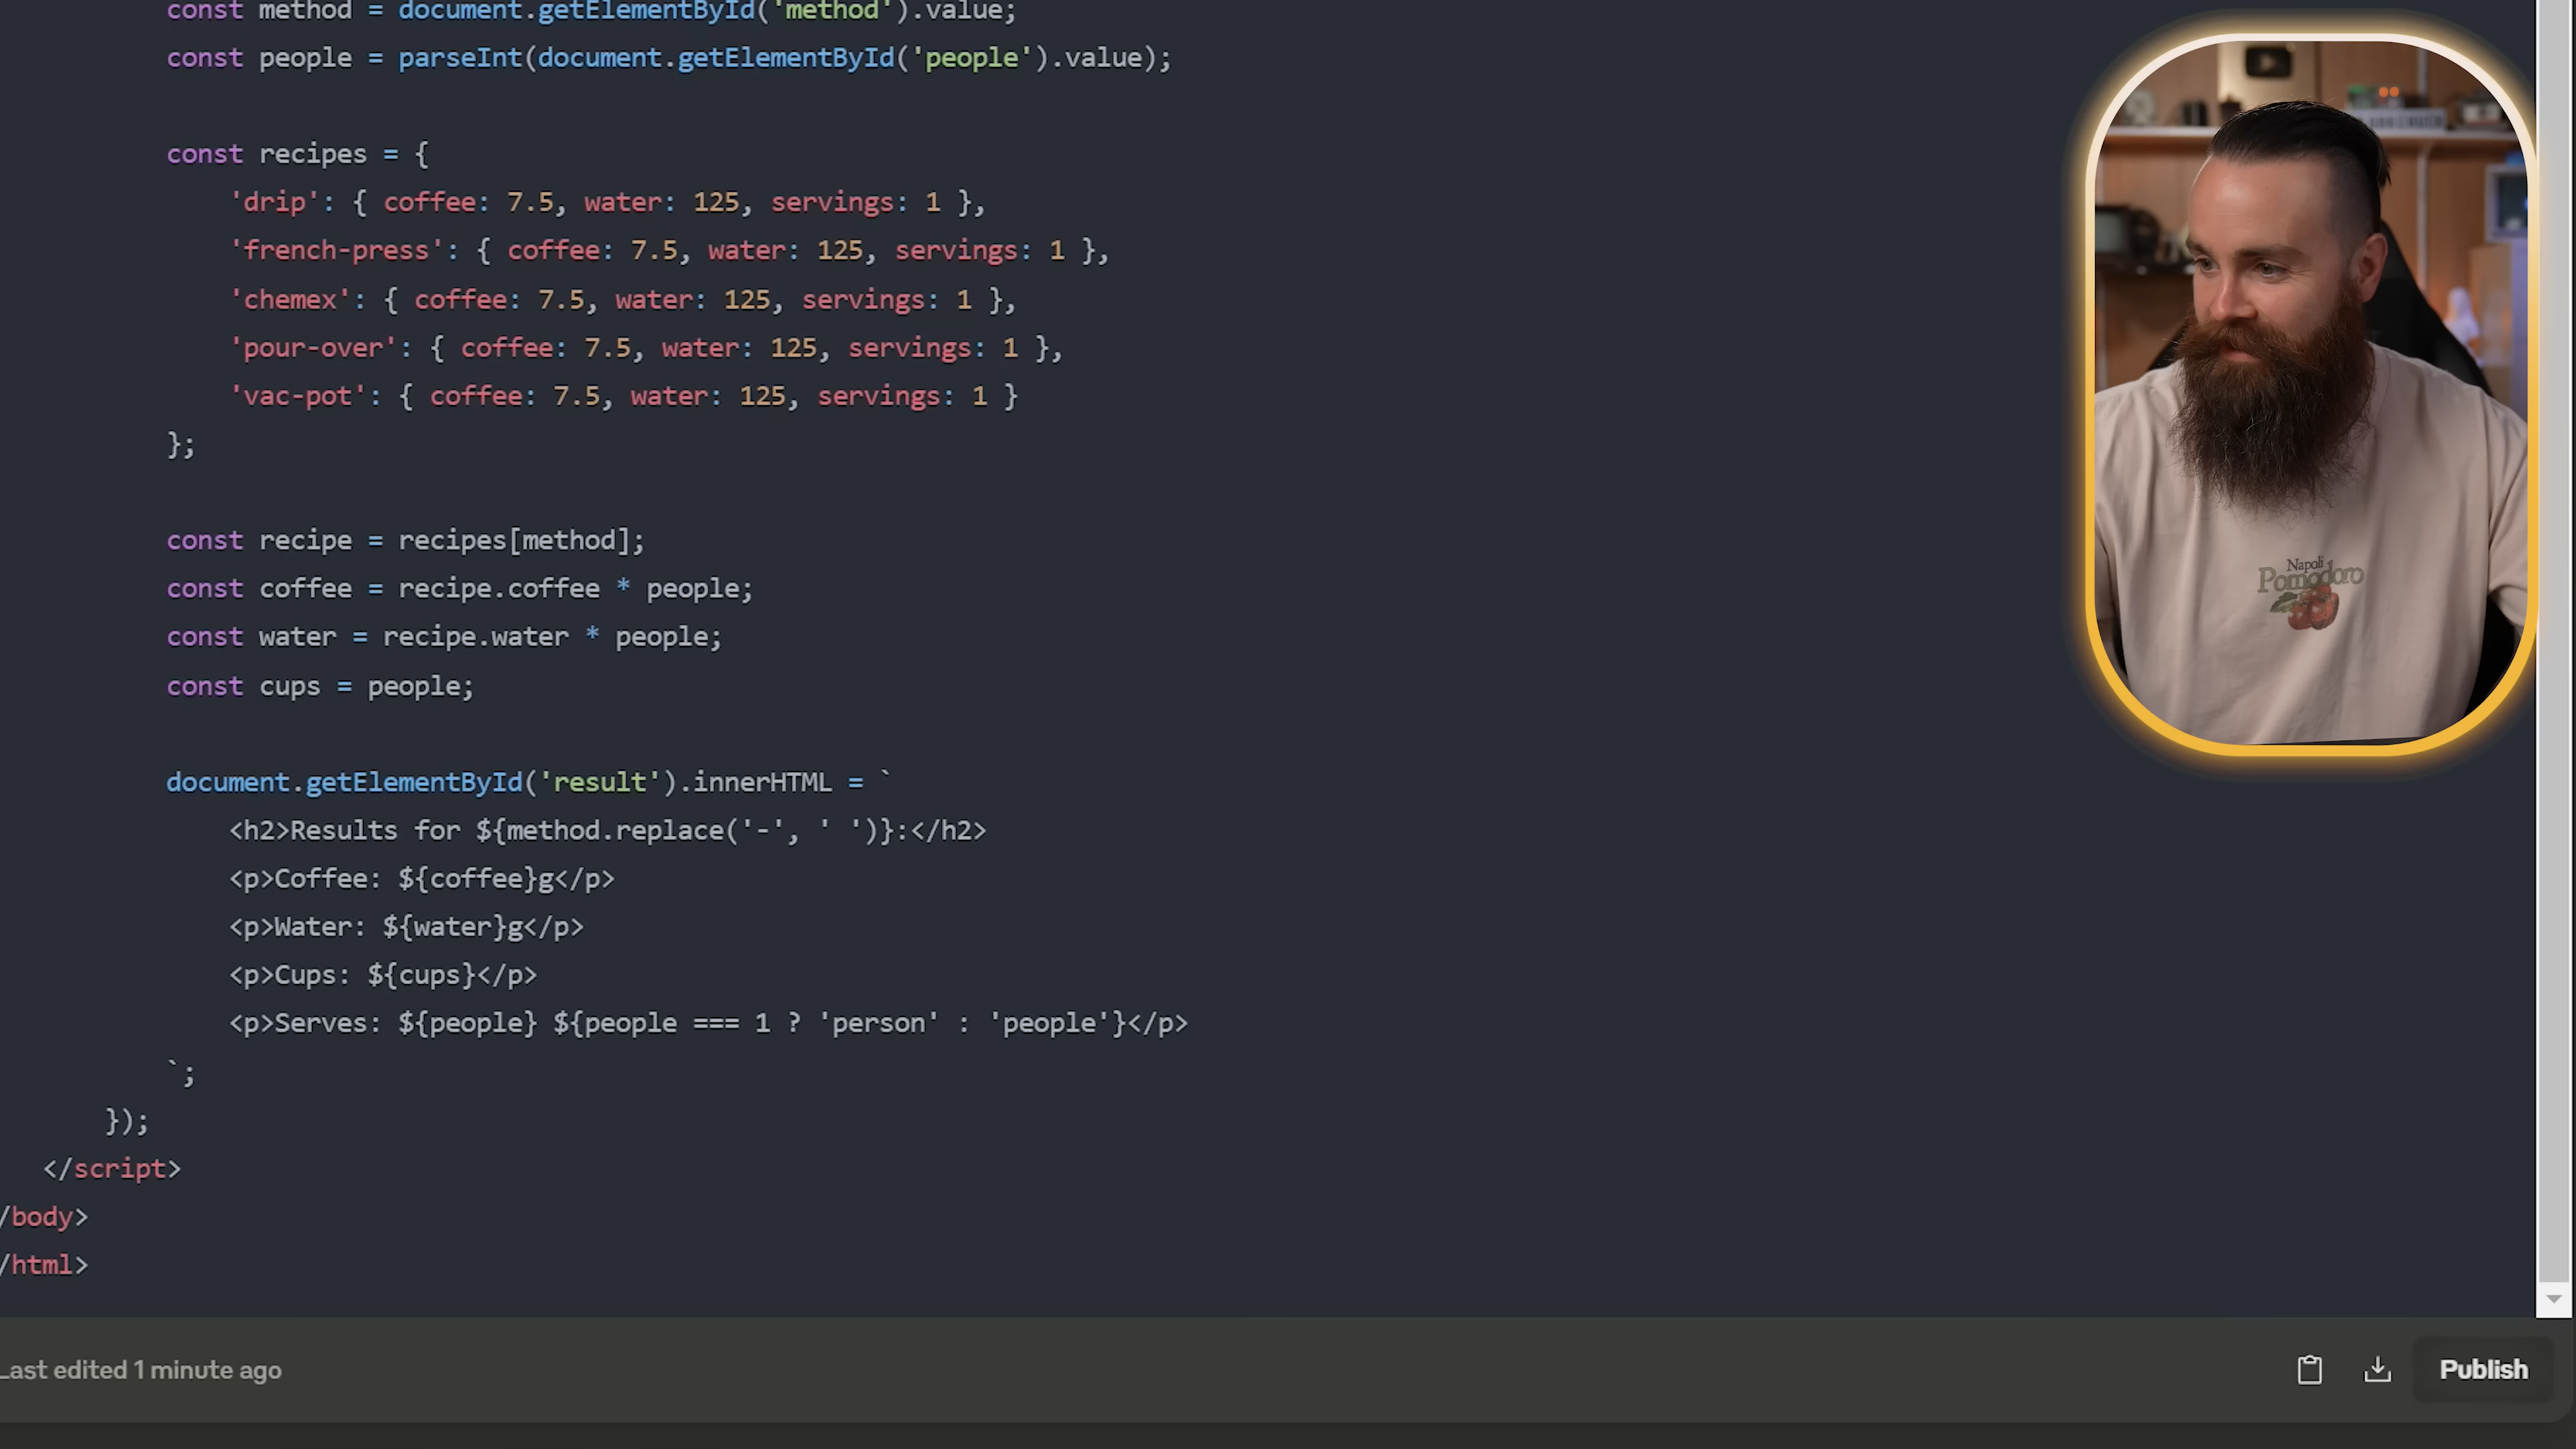 const method = document.getElementById('method').value;
const people = parseInt(document.getElementById('people').value);
const recipes = {
'drip': { coffee: 7.5, water: 125, servings: 1 },
'french-press': { coffee: 7.5, water: 125, servings: 1 },
'chemex': { coffee: 7.5, water: 125, servings: 1 },
'pour-over': { coffee: 7.5, water: 125, servings: 1 },
'vac-pot': { coffee: 7.5, water: 125, servings: 1 }
};
const recipe = recipes[method];
const coffee = recipe.coffee * people;
const water = recipe.water * people;
const cups = people;
document.getElementById('result').innerHTML = `
<h2>Results for ${method.replace('-', ' ')}:</h2>
<p>Coffee: ${coffee}g</p>
<p>Water: ${water}g</p>
<p>Cups: ${cups}</p>
<p>Serves: ${people} ${people === 1 ? 'person' : 'people'}</p>
`;
});
</script>
/body>
/html>
Last edited 1 minute ago
Publish
Napoli
Pomodoro